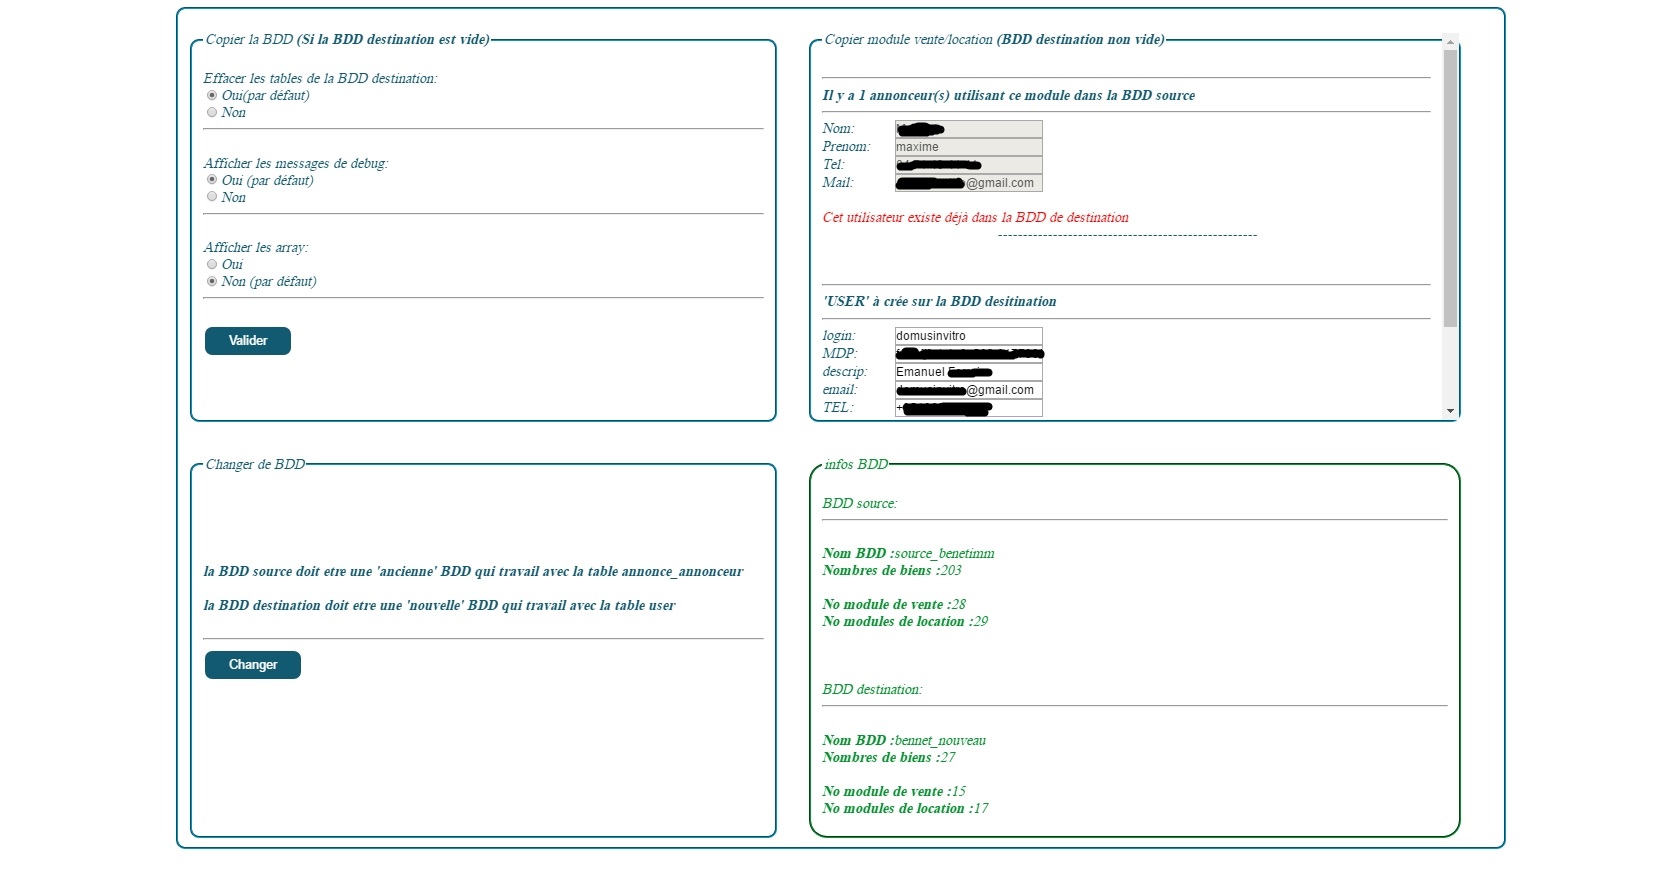 Copier la BDD (Si la BDD destination est vide)
Effacer les tables de la BDD destination:
Oui(par défaut)
Non
Afficher les messages de debug:
Oui (par défaut)
Non
Afficher les array:
Oui
Non (par défaut)
Valider
Copier module vente/location (BDD destination non vide)
Il y a 1 annonceur(s) utilisant ce module dans la BDD source
Nom:
Prenom: maxime
Tel:
Mail: @gmail.com
Cet utilisateur existe déjà dans la BDD de destination
----------------------------------------------------
'USER' à crée sur la BDD desitination
login: domusinvitro
MDP:
descrip: Emanuel
email: @gmail.com
TEL: +
Changer de BDD
la BDD source doit etre une 'ancienne' BDD qui travail avec la table annonce_annonceur
la BDD destination doit etre une 'nouvelle' BDD qui travail avec la table user
Changer
infos BDD
BDD source:
Nom BDD :source_benetimm
Nombres de biens :203
No module de vente :28
No modules de location :29
BDD destination:
Nom BDD :bennet_nouveau
Nombres de biens :27
No module de vente :15
No modules de location :17